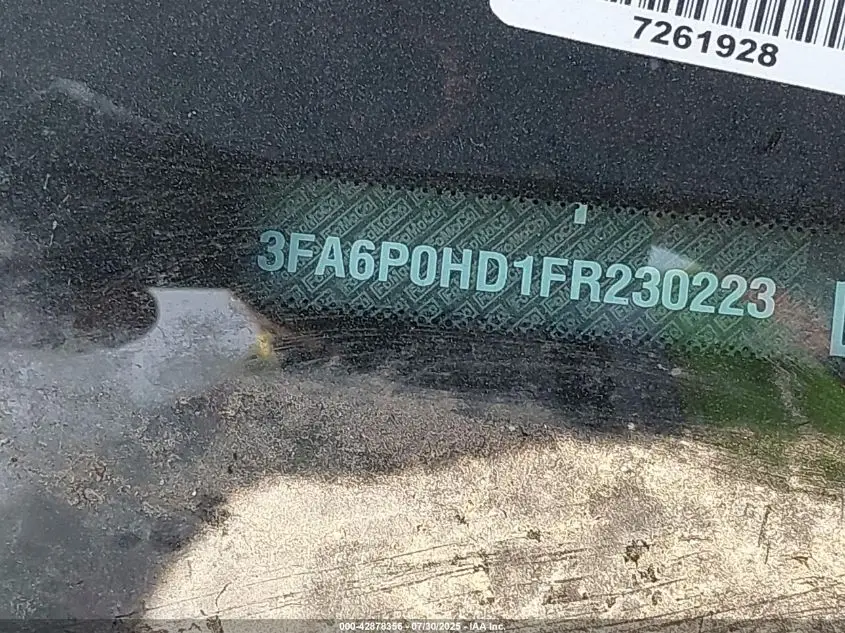 7261928
3FA6P0HD1FR230223
000-42878356 - 07/30/2025 - IAA Inc.